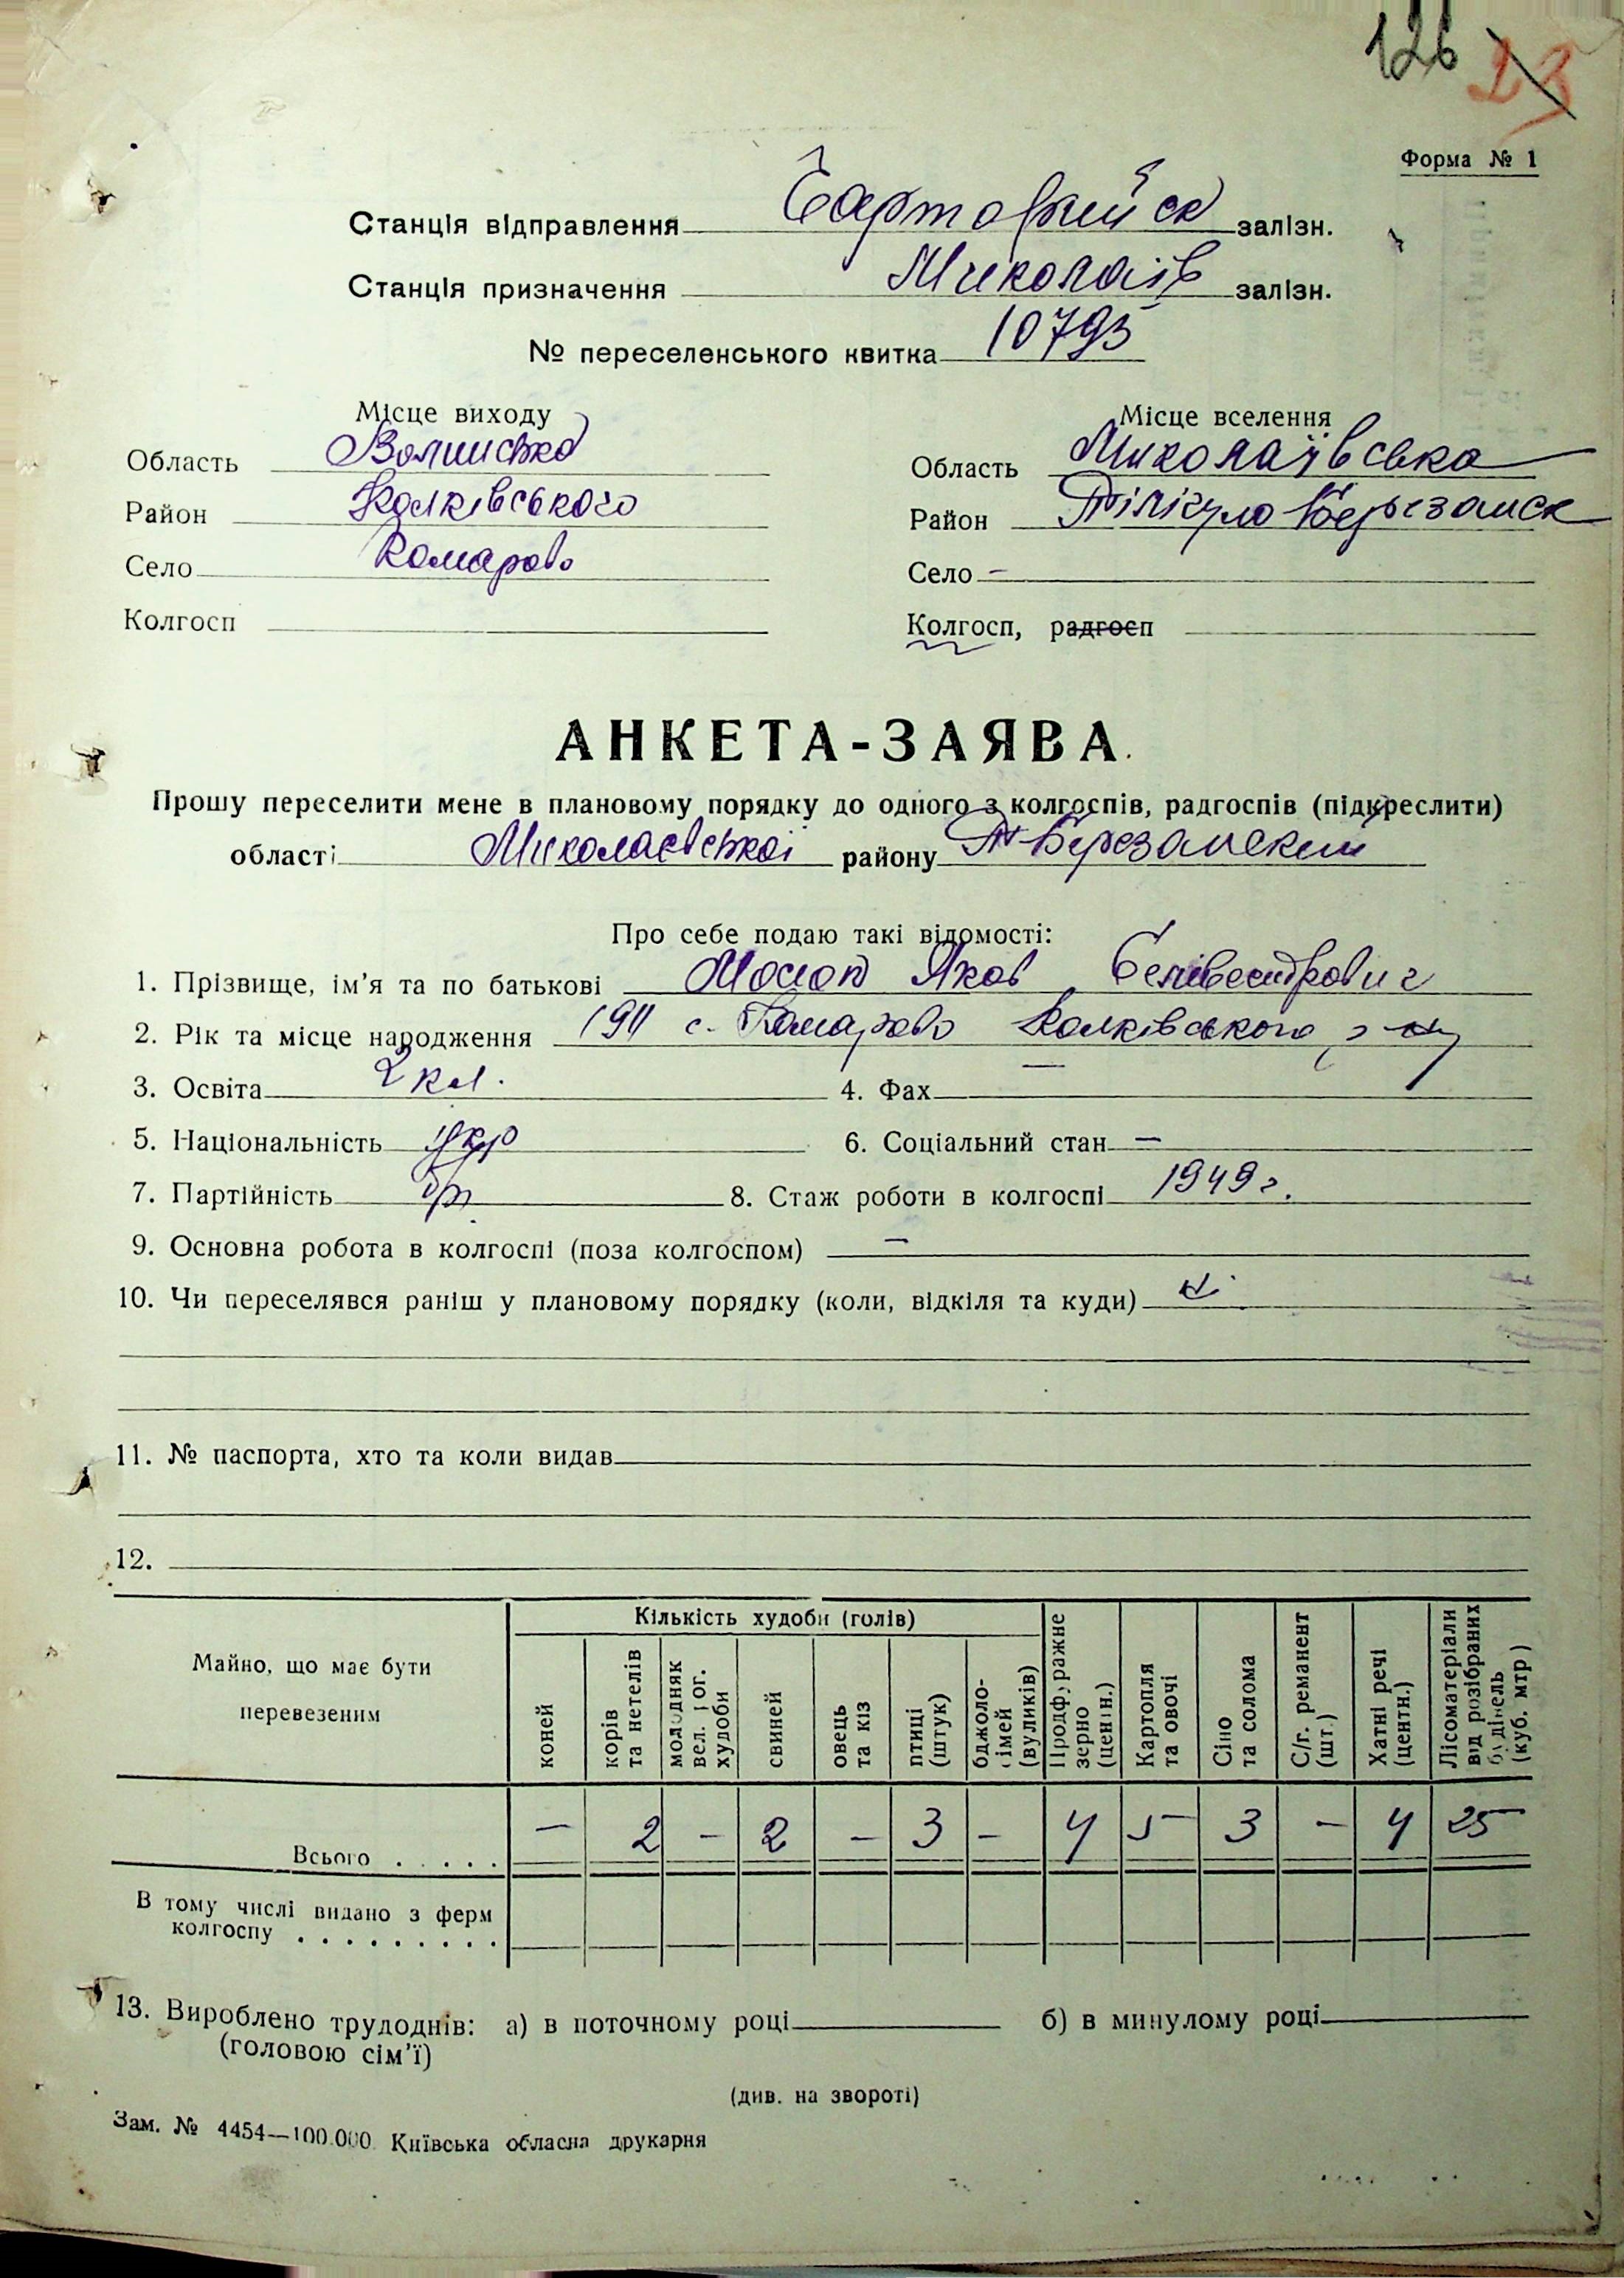 126 23
Форма № 1
Станція відправлення Чарторийск залізн.
Станція призначення Миколаїв залізн.
№ переселенського квитка 10795
Місце виходу Місце вселення
Область Волинська Область Миколаївська
Район Колківського Район Тілігуло Березанск
Село Комарово Село –
Колгосп Колгосп, радгосп
АНКЕТА-ЗАЯВА.
Прошу переселити мене в плановому порядку до одного з колгоспів, радгоспів (підкреслити)
області Миколаєвської району Т-Березанский
Про себе подаю такі відомості:
1. Прізвище, ім'я та по батькові Яков Селівестрович
2. Рік та місце народження 1911 с. Комарово Колківського р-ну
3. Освіта 2 кл. 4. Фах —
5. Національність укр 6. Соціальний стан —
7. Партійність б/п 8. Стаж роботи в колгоспі 1949 г.
9. Основна робота в колгоспі (поза колгоспом) –
10. Чи переселявся раніш у плановому порядку (коли, відкіля та куди) ні
11. № паспорта, хто та коли видав
12.
Майно, що має бути перевезеним
Кількість худоби (голів)
коней
корів та нетелів
молодняк вел. рог. худоби
свиней
овець та кіз
птиці (штук)
бджоло-сімей (вуликів)
Продфуражне зерно (центн.)
Картопля та овочі
Сіно та солома
С/г. реманент (шт.)
Хатні речі (центн.)
Лісоматеріали від розібраних будівель (куб. мтр)
Всього . . . . . – 2 – 2 – 3 – 4 5 3 – 4 25
В тому числі видано з ферм
колгоспу . . . . . . . . .
13. Вироблено трудоднів: а) в поточному році б) в минулому році
(головою сім'ї)
(див. на звороті)
Зам. № 4454—100.000. Київська обласна друкарня